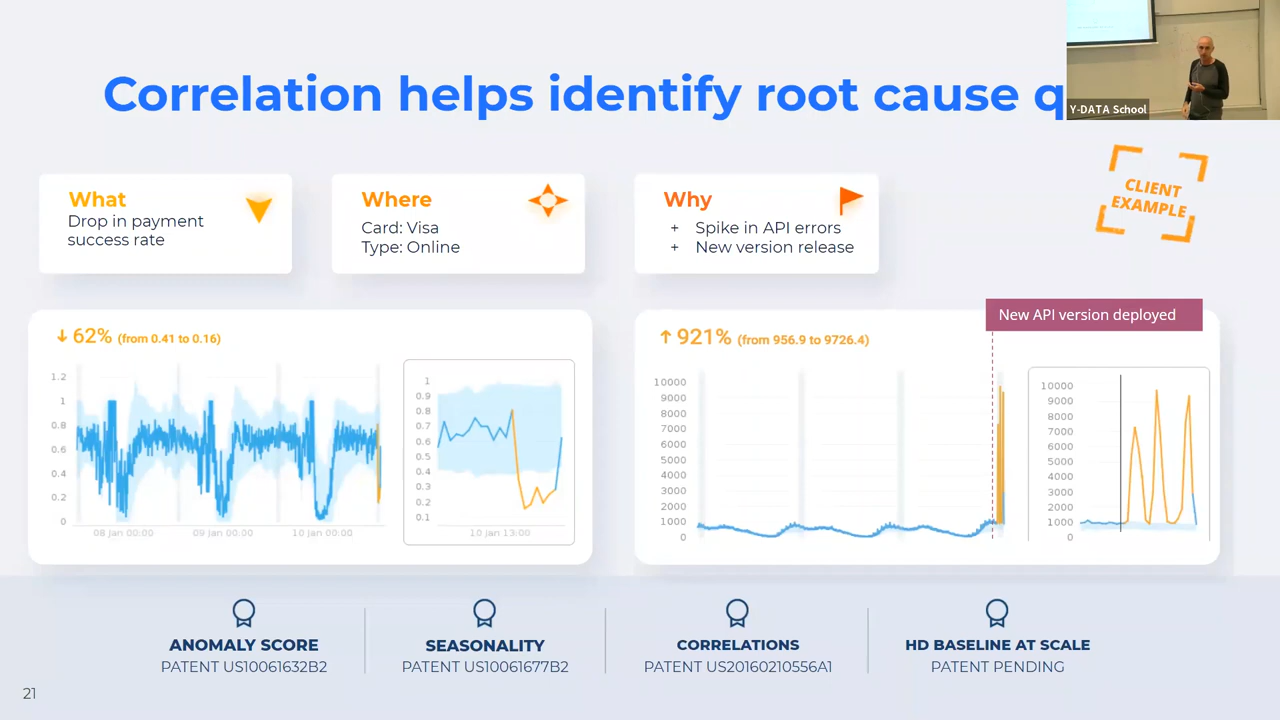 Correlation helps identify root cause q
Y-DATA School
CLIENT
EXAMPLE
What
Drop in payment
success rate
Where
Card: Visa
Type: Online
Why
+ Spike in API errors
+ New version release
↓ 62% (from 0.41 to 0.16)
1.2
1
0.8
0.6
0.4
0.2
0
08 Jan 00:00 09 Jan 00:00 10 Jan 00:00
1
0.9
0.8
0.7
0.6
0.5
0.4
0.3
0.2
0.1
10 Jan 13:00
New API version deployed
↑ 921% (from 956.9 to 9726.4)
10000
9000
8000
7000
6000
5000
4000
3000
2000
1000
0
10000
9000
8000
7000
6000
5000
4000
3000
2000
1000
0
ANOMALY SCORE
PATENT US10061632B2
SEASONALITY
PATENT US10061677B2
CORRELATIONS
PATENT US20160210556A1
HD BASELINE AT SCALE
PATENT PENDING
21